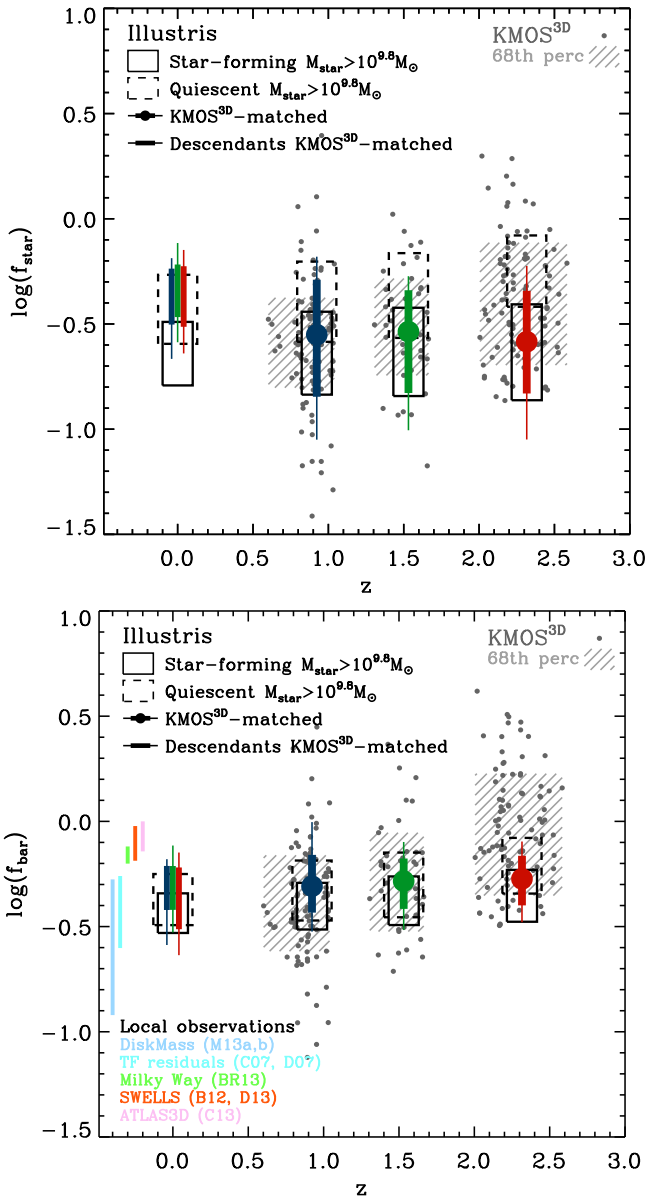 1.0
0.5
0.0
−0.5
−1.0
−1.5
log(f_star)
Illustris
Star−forming M_star>10^9.8M_⊙
Quiescent M_star>10^9.8M_⊙
KMOS^3D−matched
Descendants KMOS^3D−matched
KMOS^3D
68th perc
0.0 0.5 1.0 1.5 2.0 2.5 3.0
z
1.0
0.5
0.0
−0.5
−1.0
−1.5
log(f_bar)
Illustris
Star−forming M_star>10^9.8M_⊙
Quiescent M_star>10^9.8M_⊙
KMOS^3D−matched
Descendants KMOS^3D−matched
KMOS^3D
68th perc
Local observations
DiskMass (M13a,b)
TF residuals (C07, D07)
Milky Way (BR13)
SWELLS (B12, D13)
ATLAS3D (C13)
0.0 0.5 1.0 1.5 2.0 2.5 3.0
z